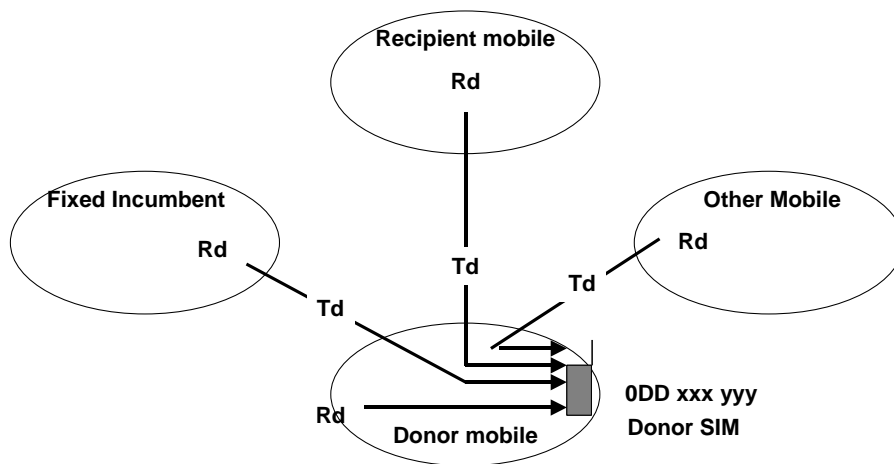 Recipient mobile
Rd
Fixed Incumbent
Other Mobile
Rd
Rd
Td
Td
Td
0DD xxx yyy
Rd
Donor mobile
Donor SIM